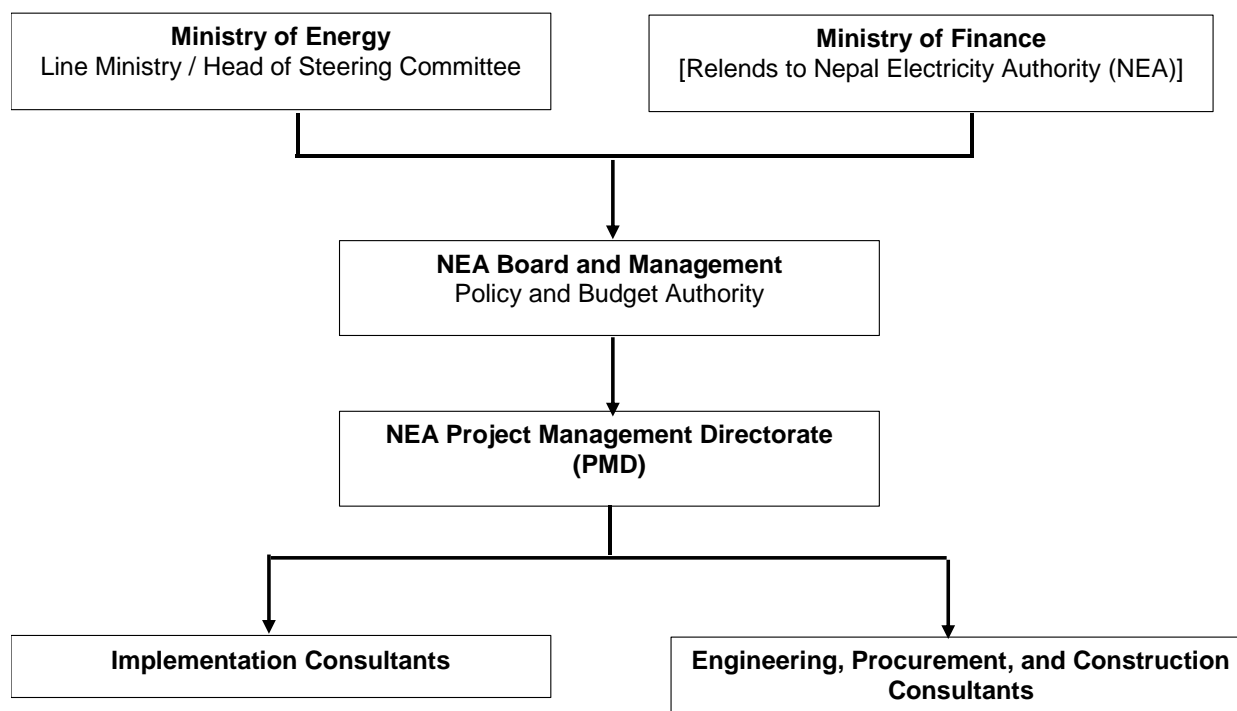 Ministry of Energy
Line Ministry / Head of Steering Committee
Ministry of Finance
[Relends to Nepal Electricity Authority (NEA)]
NEA Board and Management
Policy and Budget Authority
NEA Project Management Directorate
(PMD)
Implementation Consultants
Engineering, Procurement, and Construction
Consultants